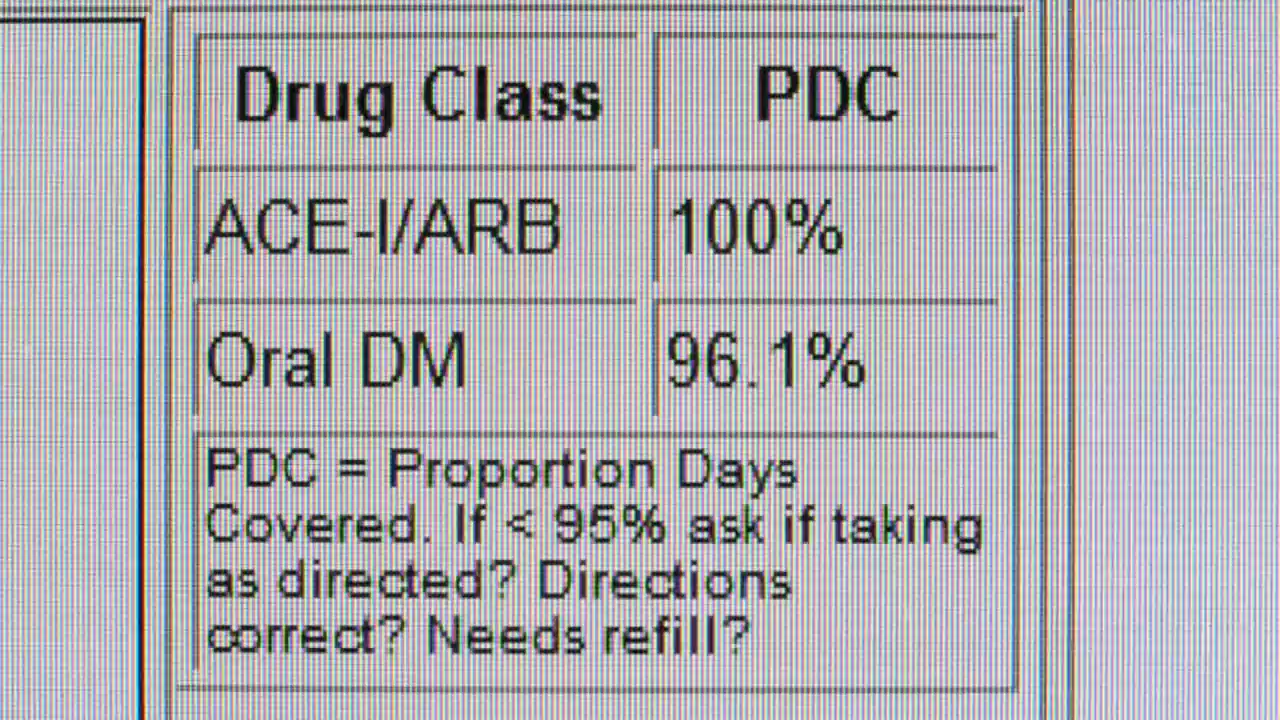 Drug Class PDC
ACE-I/ARB 100%
Oral DM 96.1%
PDC = Proportion Days
Covered. If < 95% ask if taking
as directed? Directions
correct? Needs refill?